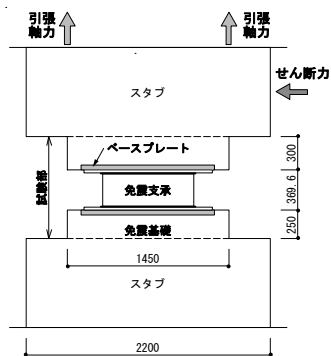 引張
軸力
引張
軸力
せん断力
スタブ
ベースプレート
免震支承
免震基礎
試験部
300
369.6
250
1450
スタブ
2200